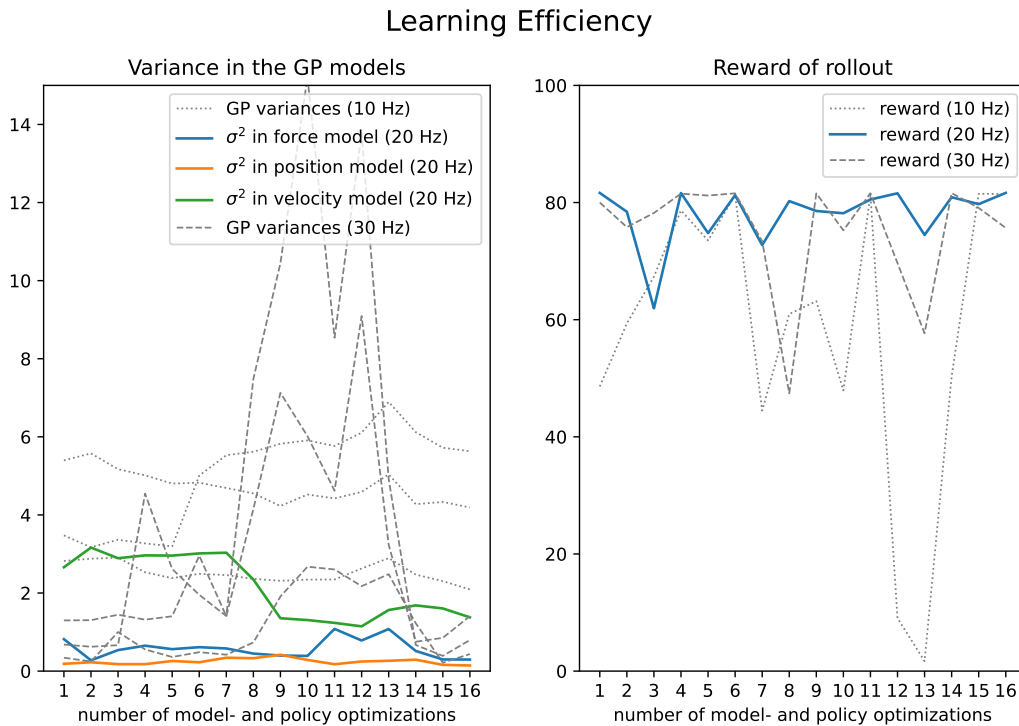 Learning Efficiency
Variance in the GP models
14
12
10
8
6
4
2
0
GP variances (10 Hz)
σ² in force model (20 Hz)
σ² in position model (20 Hz)
σ² in velocity model (20 Hz)
GP variances (30 Hz)
1 2 3 4 5 6 7 8 9 10 11 12 13 14 15 16
number of model- and policy optimizations
Reward of rollout
100
80
60
40
20
0
reward (10 Hz)
reward (20 Hz)
reward (30 Hz)
1 2 3 4 5 6 7 8 9 10 11 12 13 14 15 16
number of model- and policy optimizations